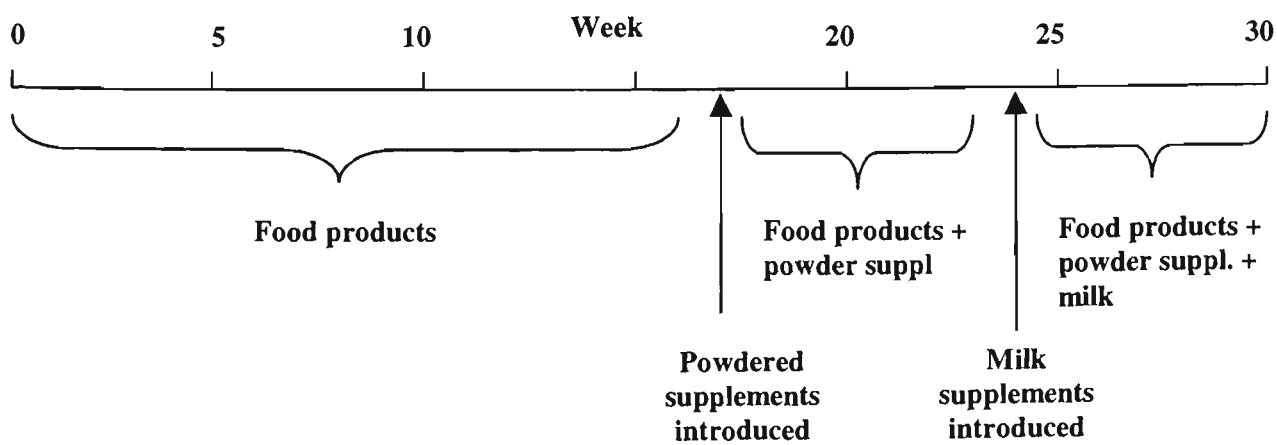 0 5 10 Week 20 25 30
Food products
Food products +
powder suppl
Food products +
powder suppl. +
milk
Powdered
supplements
introduced
Milk
supplements
introduced